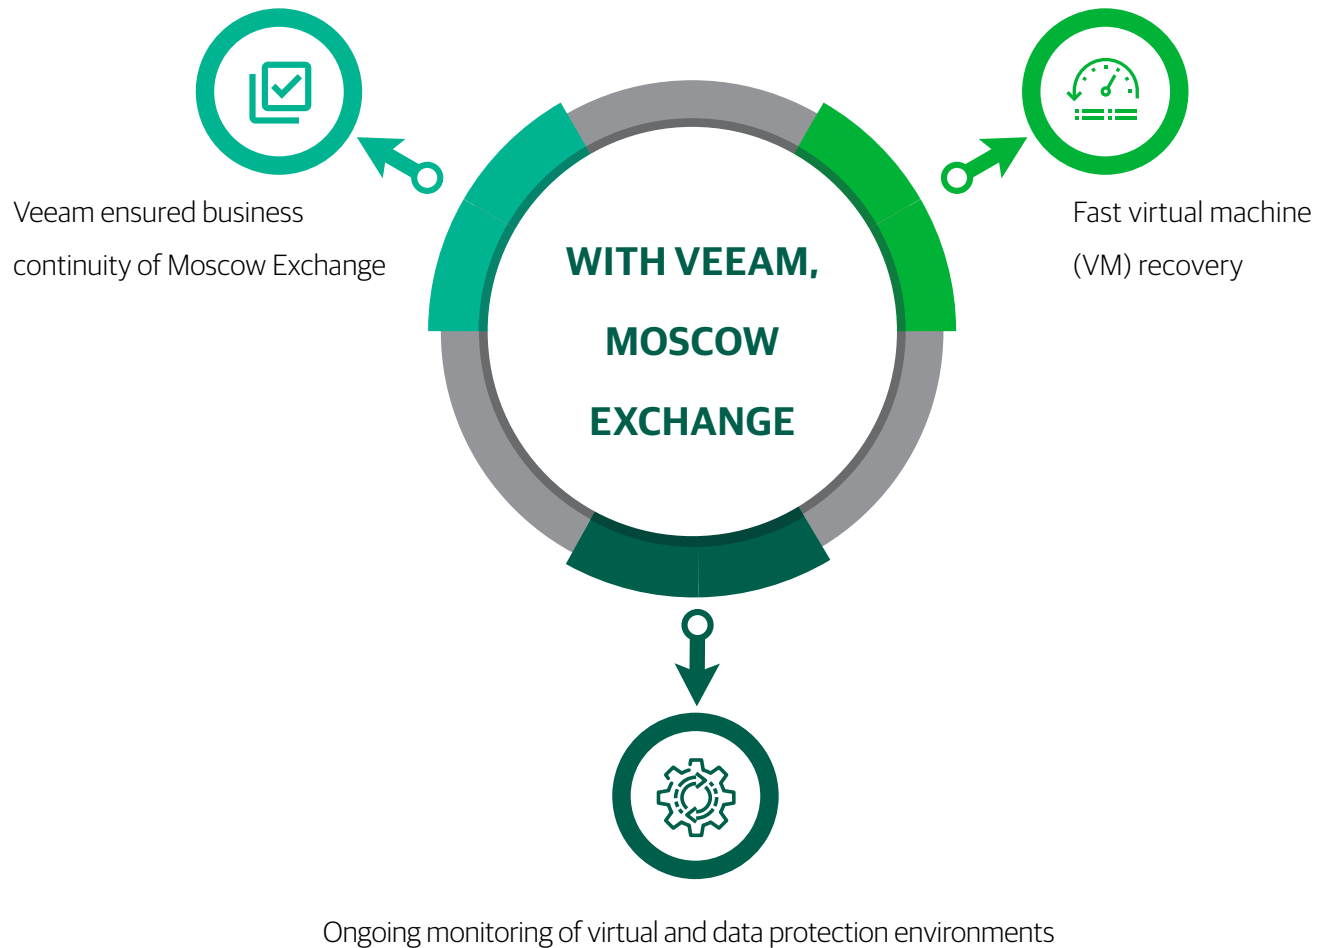 Veeam ensured business
continuity of Moscow Exchange
Fast virtual machine
(VM) recovery
WITH VEEAM,
MOSCOW
EXCHANGE
Ongoing monitoring of virtual and data protection environments